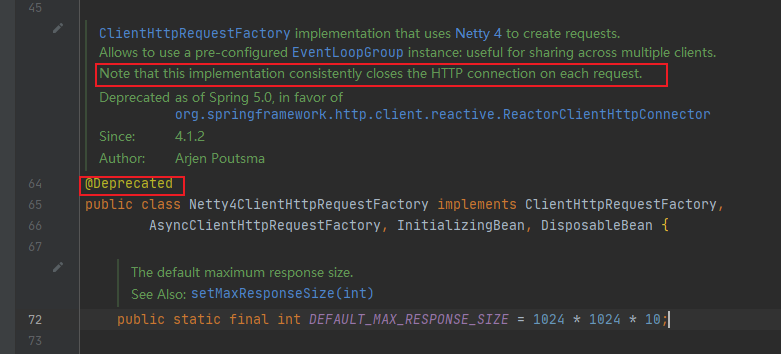 45
ClientHttpRequestFactory implementation that uses Netty 4 to create requests.
Allows to use a pre-configured EventLoopGroup instance: useful for sharing across multiple clients.
Note that this implementation consistently closes the HTTP connection on each request.
Deprecated as of Spring 5.0, in favor of
org.springframework.http.client.reactive.ReactorClientHttpConnector
Since: 4.1.2
Author: Arjen Poutsma
64 @Deprecated
65 public class Netty4ClientHttpRequestFactory implements ClientHttpRequestFactory,
66 AsyncClientHttpRequestFactory, InitializingBean, DisposableBean {
67
The default maximum response size.
See Also: setMaxResponseSize(int)
72 public static final int DEFAULT_MAX_RESPONSE_SIZE = 1024 * 1024 * 10;
73